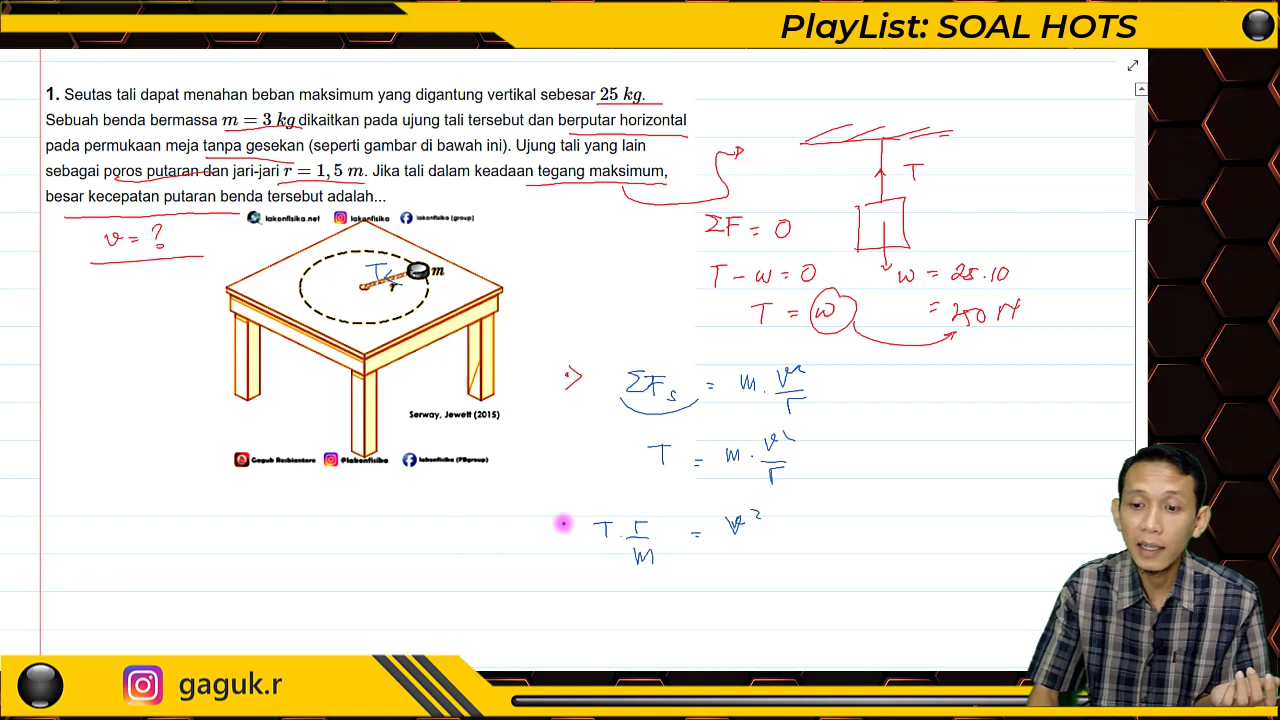 PlayList: SOAL HOTS
1. Seutas tali dapat menahan beban maksimum yang digantung vertikal sebesar 25 kg.
Sebuah benda bermassa m = 3 kg dikaitkan pada ujung tali tersebut dan berputar horizontal
pada permukaan meja tanpa gesekan (seperti gambar di bawah ini). Ujung tali yang lain
sebagai poros putaran dan jari-jari r = 1, 5 m. Jika tali dalam keadaan tegang maksimum,
besar kecepatan putaran benda tersebut adalah...
v = ?
lakonfisika.net lakonfisika lakonfisika (group)
T
m
r
Serway, Jewett (2015)
Gaguk Resbiantoro @lakonfisika lakonfisika (FBgroup)
T
ΣF = 0
T - w = 0
T = w
w = 25.10
= 250 N
ΣFs = m . v²/r
T = m . v²/r
T . r/m = v²
gaguk.r